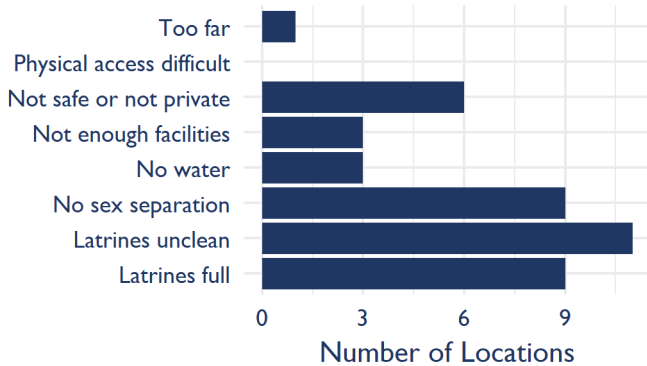 Too far
Physical access difficult
Not safe or not private
Not enough facilities
No water
No sex separation
Latrines unclean
Latrines full
0 3 6 9
Number of Locations